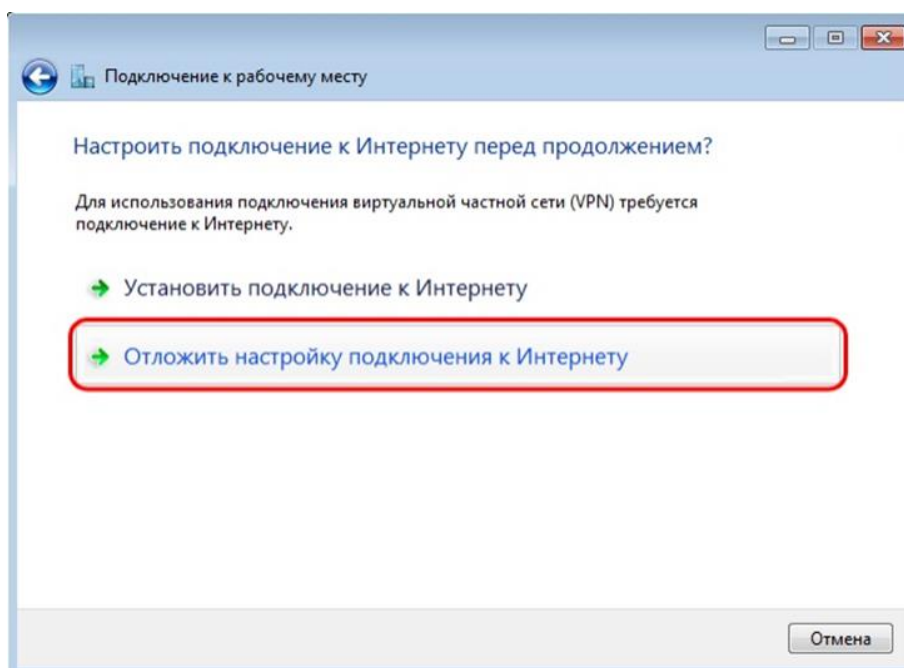 Подключение к рабочему месту
Настроить подключение к Интернету перед продолжением?
Для использования подключения виртуальной частной сети (VPN) требуется
подключение к Интернету.
Установить подключение к Интернету
Отложить настройку подключения к Интернету
Отмена